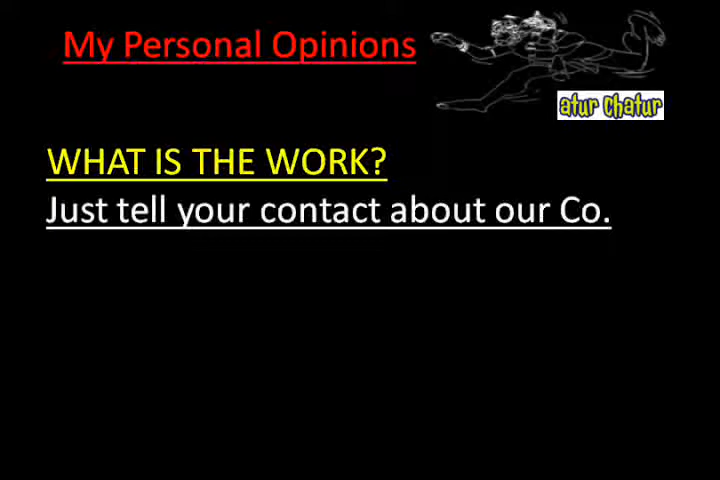 My Personal Opinions
atur chatur
WHAT IS THE WORK?
Just tell your contact about our Co.